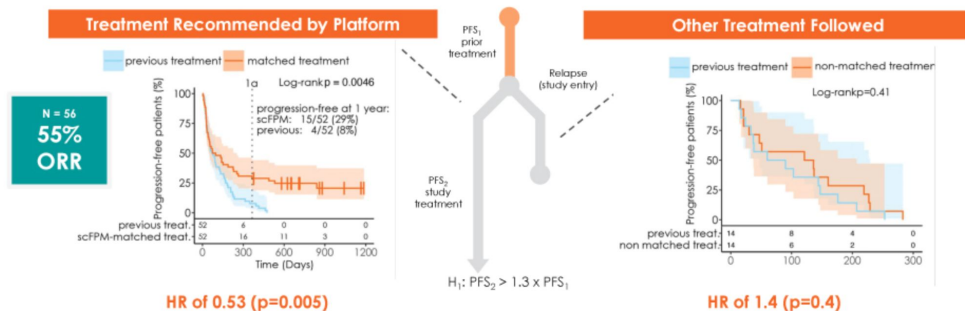 Treatment Recommended by Platform
previous treatment matched treatment
1a Log-rank p = 0.0046
progression-free at 1 year:
scFPM: 15/52 (29%)
previous: 4/52 (8%)
Progression-free patients (%)
100
75
50
25
0
previous treat. 52 6 0 0 0
scFPM-matched treat. 52 16 11 3 0
0 300 600 900 1200
Time (Days)
HR of 0.53 (p=0.005)
N = 56
55%
ORR
PFS1
prior
treatment
Relapse
(study entry)
PFS2
study
treatment
H1: PFS2 > 1.3 x PFS1
Other Treatment Followed
previous treatment non-matched treatmen
Log-rankp=0.41
Progression-free patients (%)
100
75
50
25
0
previous treat. 14 8 4 0
non matched treat. 14 6 2 0
0 100 200 300
HR of 1.4 (p=0.4)